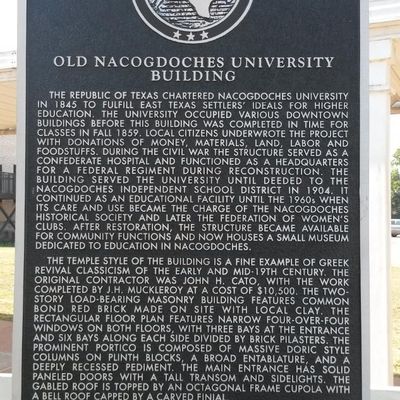 OLD NACOGDOCHES UNIVERSITY
BUILDING
THE REPUBLIC OF TEXAS CHARTERED NACOGDOCHES UNIVERSITY
IN 1845 TO FULFILL EAST TEXAS SETTLERS' IDEALS FOR HIGHER
EDUCATION. THE UNIVERSITY OCCUPIED VARIOUS DOWNTOWN
BUILDINGS BEFORE THIS BUILDING WAS COMPLETED IN TIME FOR
CLASSES IN FALL 1859. LOCAL CITIZENS UNDERWROTE THE PROJECT
WITH DONATIONS OF MONEY, MATERIALS, LAND, LABOR AND
FOODSTUFFS. DURING THE CIVIL WAR THE STRUCTURE SERVED AS A
CONFEDERATE HOSPITAL AND FUNCTIONED AS A HEADQUARTERS
FOR A FEDERAL REGIMENT DURING RECONSTRUCTION. THE
BUILDING SERVED THE UNIVERSITY UNTIL DEEDED TO THE
NACOGDOCHES INDEPENDENT SCHOOL DISTRICT IN 1904. IT
CONTINUED AS AN EDUCATIONAL FACILITY UNTIL THE 1960s WHEN
ITS CARE AND USE BECAME THE CHARGE OF THE NACOGDOCHES
HISTORICAL SOCIETY AND LATER THE FEDERATION OF WOMEN'S
CLUBS. AFTER RESTORATION, THE STRUCTURE BECAME AVAILABLE
FOR COMMUNITY FUNCTIONS AND NOW HOUSES A SMALL MUSEUM
DEDICATED TO EDUCATION IN NACOGDOCHES.
THE TEMPLE STYLE OF THE BUILDING IS A FINE EXAMPLE OF GREEK
REVIVAL CLASSICISM OF THE EARLY AND MID-19TH CENTURY. THE
ORIGINAL CONTRACTOR WAS JOHN H. CATO, WITH THE WORK
COMPLETED BY J.H. MUCKLEROY AT A COST OF $10,500. THE TWO-
STORY LOAD-BEARING MASONRY BUILDING FEATURES COMMON
BOND RED BRICK MADE ON SITE WITH LOCAL CLAY. THE
RECTANGULAR FLOOR PLAN FEATURES NARROW FOUR-OVER-FOUR
WINDOWS ON BOTH FLOORS, WITH THREE BAYS AT THE ENTRANCE
AND SIX BAYS ALONG EACH SIDE DIVIDED BY BRICK PILASTERS. THE
PROMINENT PORTICO IS COMPOSED OF MASSIVE DORIC STYLE
COLUMNS ON PLINTH BLOCKS, A BROAD ENTABLATURE, AND A
DEEPLY RECESSED PEDIMENT. THE MAIN ENTRANCE HAS SOLID
PANELED DOORS WITH A TALL TRANSOM AND SIDELIGHTS. THE
GABLED ROOF IS TOPPED BY AN OCTAGONAL FRAME CUPOLA WITH
A BELL ROOF CAPPED BY A CARVED FINIAL.